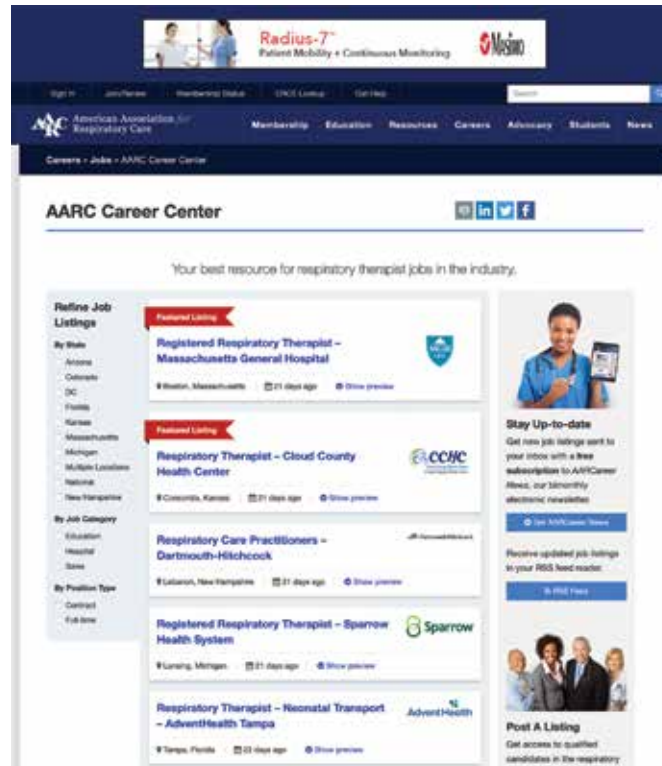 Radius-7™
Patient Mobility + Continuous Monitoring
Masimo
Sign In Join/Renew Membership Status CRCE Lookup Get Help
Search
AARC American Association for
Respiratory Care
Membership Education Resources Careers Advocacy Students News
Careers » Jobs » AARC Career Center
AARC Career Center
in f
Your best resource for respiratory therapist jobs in the industry.
Refine Job
Listings
By State
Arizona
Colorado
DC
Florida
Kansas
Massachusetts
Michigan
Multiple Locations
National
New Hampshire
By Job Category
Education
Hospital
Sales
By Position Type
Contract
Full-time
Featured Listing
Registered Respiratory Therapist –
Massachusetts General Hospital
Boston, Massachusetts 21 days ago Show preview
Featured Listing
Respiratory Therapist – Cloud County
Health Center
CCHC
Concordia, Kansas 21 days ago Show preview
Respiratory Care Practitioners –
Dartmouth-Hitchcock
Dartmouth-Hitchcock
Lebanon, New Hampshire 21 days ago Show preview
Registered Respiratory Therapist – Sparrow
Health System
Sparrow
Lansing, Michigan 21 days ago Show preview
Respiratory Therapist – Neonatal Transport
– AdventHealth Tampa
AdventHealth
Tampa, Florida 22 days ago Show preview
Stay Up-to-date
Get new job listings sent to
your inbox with a free
subscription to AARCareer
News, our bimonthly
electronic newsletter.
Get AARCareer News
Receive updated job listings
in your RSS feed reader.
RSS Feed
Post A Listing
Get access to qualified
candidates in the respiratory